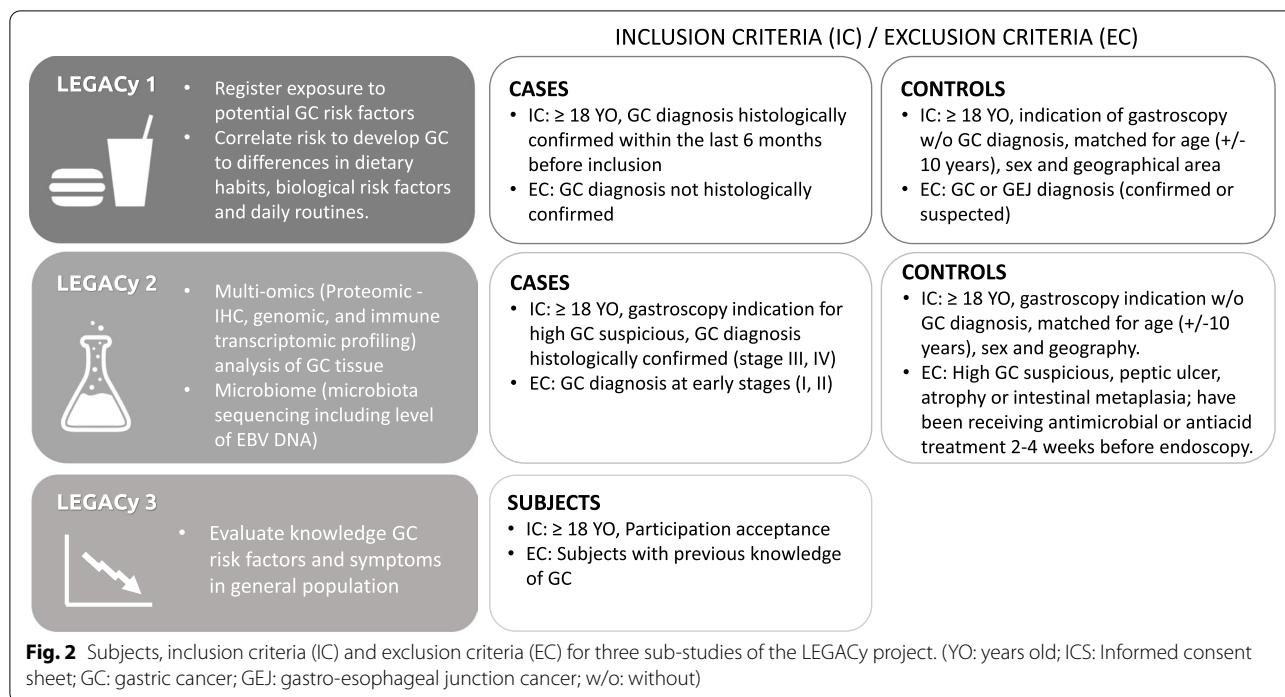 INCLUSION CRITERIA (IC) / EXCLUSION CRITERIA (EC)
LEGACy 1
• Register exposure to
potential GC risk factors
• Correlate risk to develop GC
to differences in dietary
habits, biological risk factors
and daily routines.
CASES
• IC: ≥ 18 YO, GC diagnosis histologically
confirmed within the last 6 months
before inclusion
• EC: GC diagnosis not histologically
confirmed
CONTROLS
• IC: ≥ 18 YO, indication of gastroscopy
w/o GC diagnosis, matched for age (+/-
10 years), sex and geographical area
• EC: GC or GEJ diagnosis (confirmed or
suspected)
LEGACy 2
• Multi-omics (Proteomic -
IHC, genomic, and immune
transcriptomic profiling)
analysis of GC tissue
• Microbiome (microbiota
sequencing including level
of EBV DNA)
CASES
• IC: ≥ 18 YO, gastroscopy indication for
high GC suspicious, GC diagnosis
histologically confirmed (stage III, IV)
• EC: GC diagnosis at early stages (I, II)
CONTROLS
• IC: ≥ 18 YO, gastroscopy indication w/o
GC diagnosis, matched for age (+/-10
years), sex and geography.
• EC: High GC suspicious, peptic ulcer,
atrophy or intestinal metaplasia; have
been receiving antimicrobial or antiacid
treatment 2-4 weeks before endoscopy.
LEGACy 3
• Evaluate knowledge GC
risk factors and symptoms
in general population
SUBJECTS
• IC: ≥ 18 YO, Participation acceptance
• EC: Subjects with previous knowledge
of GC
Fig. 2 Subjects, inclusion criteria (IC) and exclusion criteria (EC) for three sub-studies of the LEGACy project. (YO: years old; ICS: Informed consent
sheet; GC: gastric cancer; GEJ: gastro-esophageal junction cancer; w/o: without)